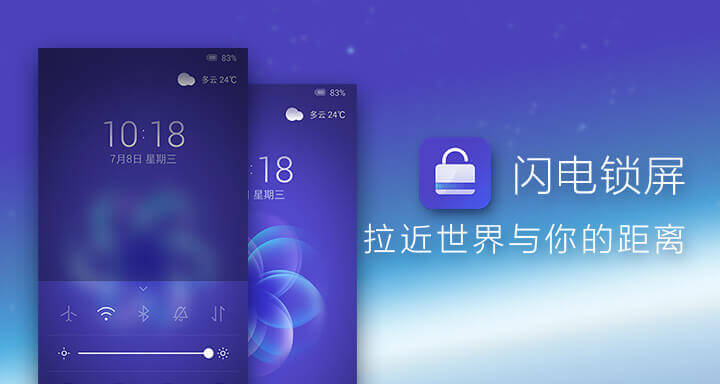 83%
多云 24℃
10:18
7月8日 星期三
83%
多云 24℃
:18
星期三
闪电锁屏
拉近世界与你的距离